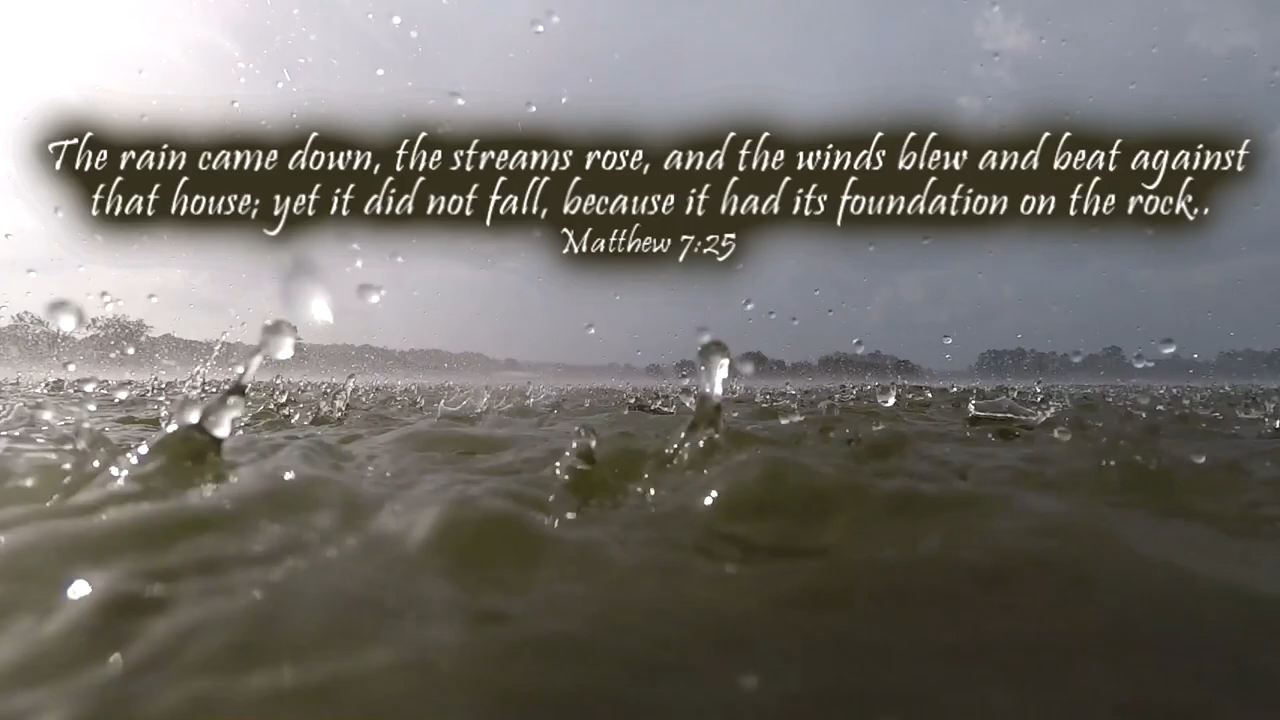 The rain came down, the streams rose, and the winds blew and beat against
that house; yet it did not fall, because it had its foundation on the rock..
Matthew 7:25